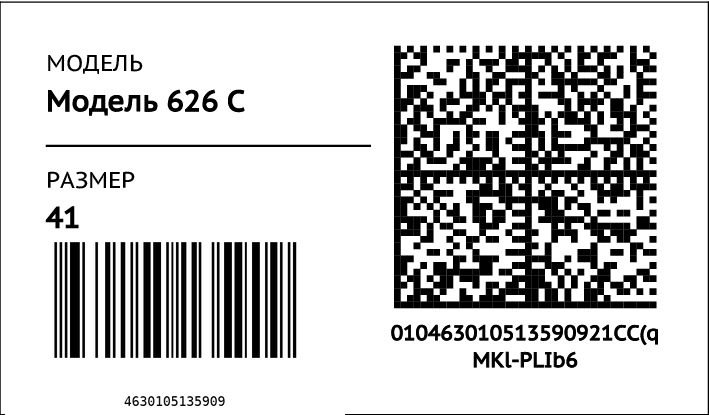 МОДЕЛЬ
Модель 626 С
РАЗМЕР
41
4630105135909
010463010513590921CC(q
MKl-PLIb6